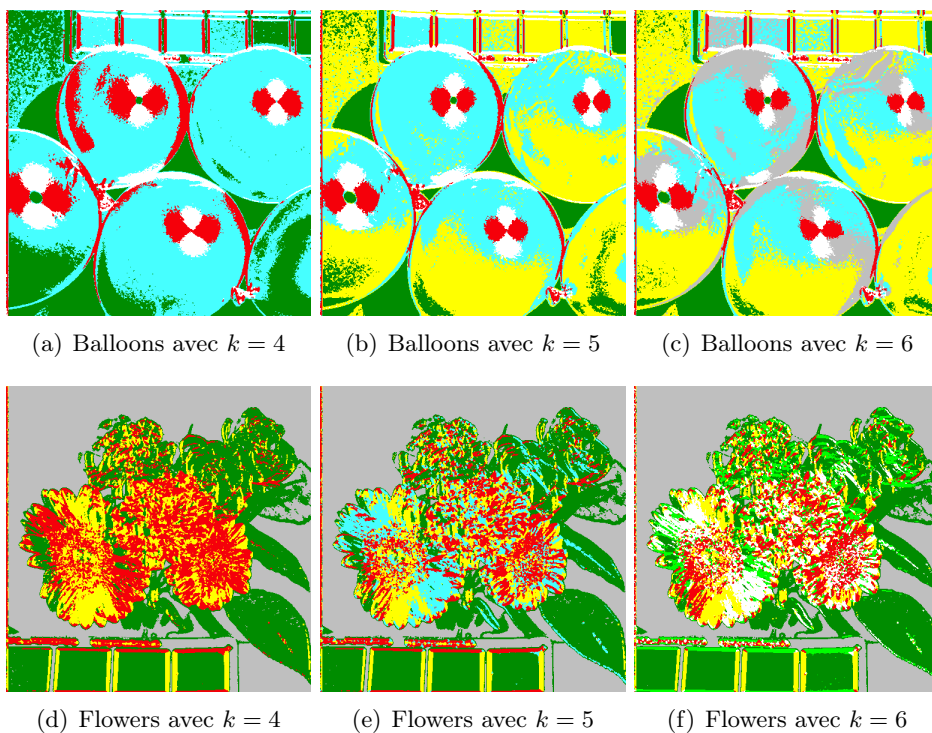 (a) Balloons avec k = 4
(b) Balloons avec k = 5
(c) Balloons avec k = 6
(d) Flowers avec k = 4
(e) Flowers avec k = 5
(f) Flowers avec k = 6